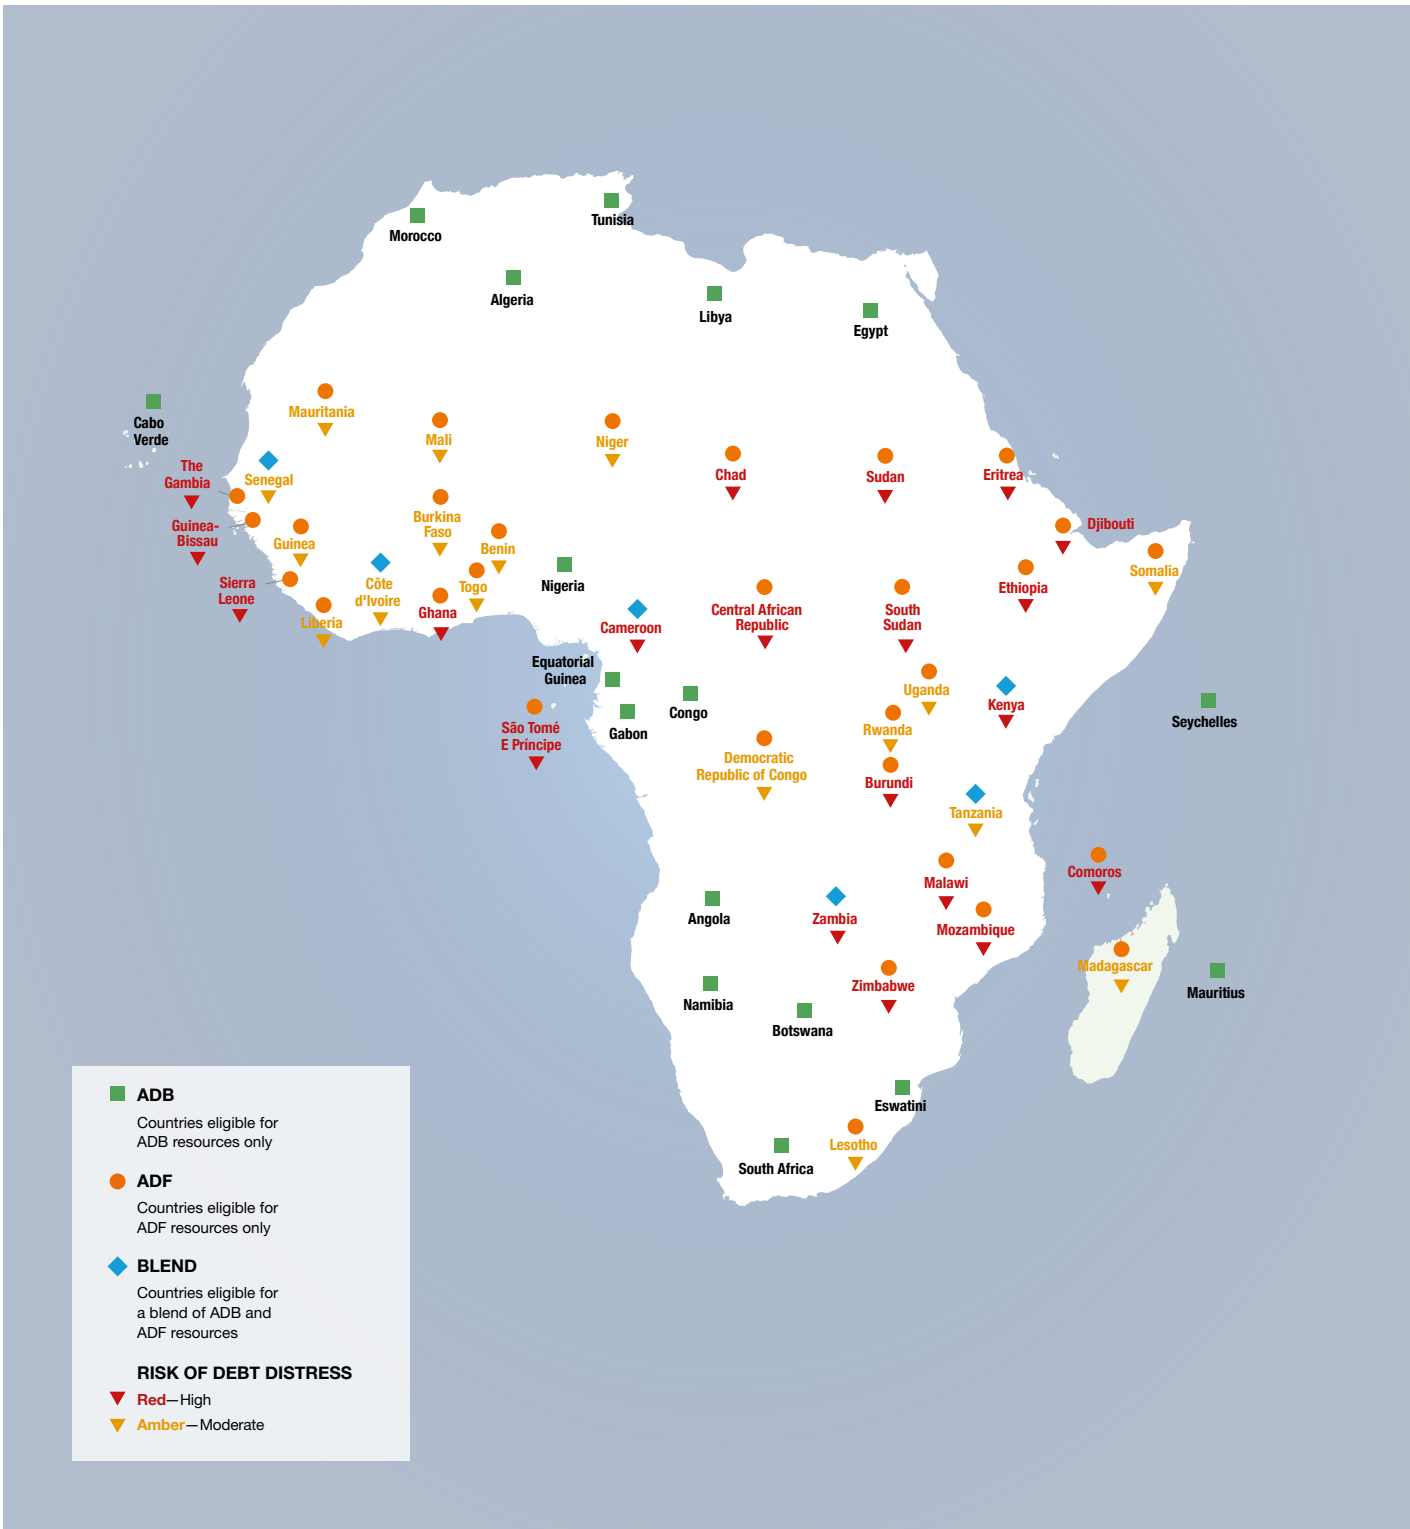 Tunisia
Morocco
Algeria
Libya
Egypt
Mauritania
Cabo
Verde
Mali
Niger
The
Gambia
Senegal
Chad
Sudan
Eritrea
Guinea-
Bissau
Guinea
Burkina
Faso
Benin
Djibouti
Somalia
Sierra
Leone
Côte
d'Ivoire
Togo
Nigeria
Ethiopia
Liberia
Ghana
Cameroon
Central African
Republic
South
Sudan
Equatorial
Guinea
Uganda
Kenya
Seychelles
São Tomé
E Príncipe
Gabon
Congo
Rwanda
Democratic
Republic of Congo
Burundi
Tanzania
Comoros
Malawi
Angola
Zambia
Mozambique
Madagascar
Zimbabwe
Mauritius
Namibia
Botswana
Eswatini
Lesotho
South Africa
ADB
Countries eligible for
ADB resources only
ADF
Countries eligible for
ADF resources only
BLEND
Countries eligible for
a blend of ADB and
ADF resources
RISK OF DEBT DISTRESS
Red—High
Amber—Moderate